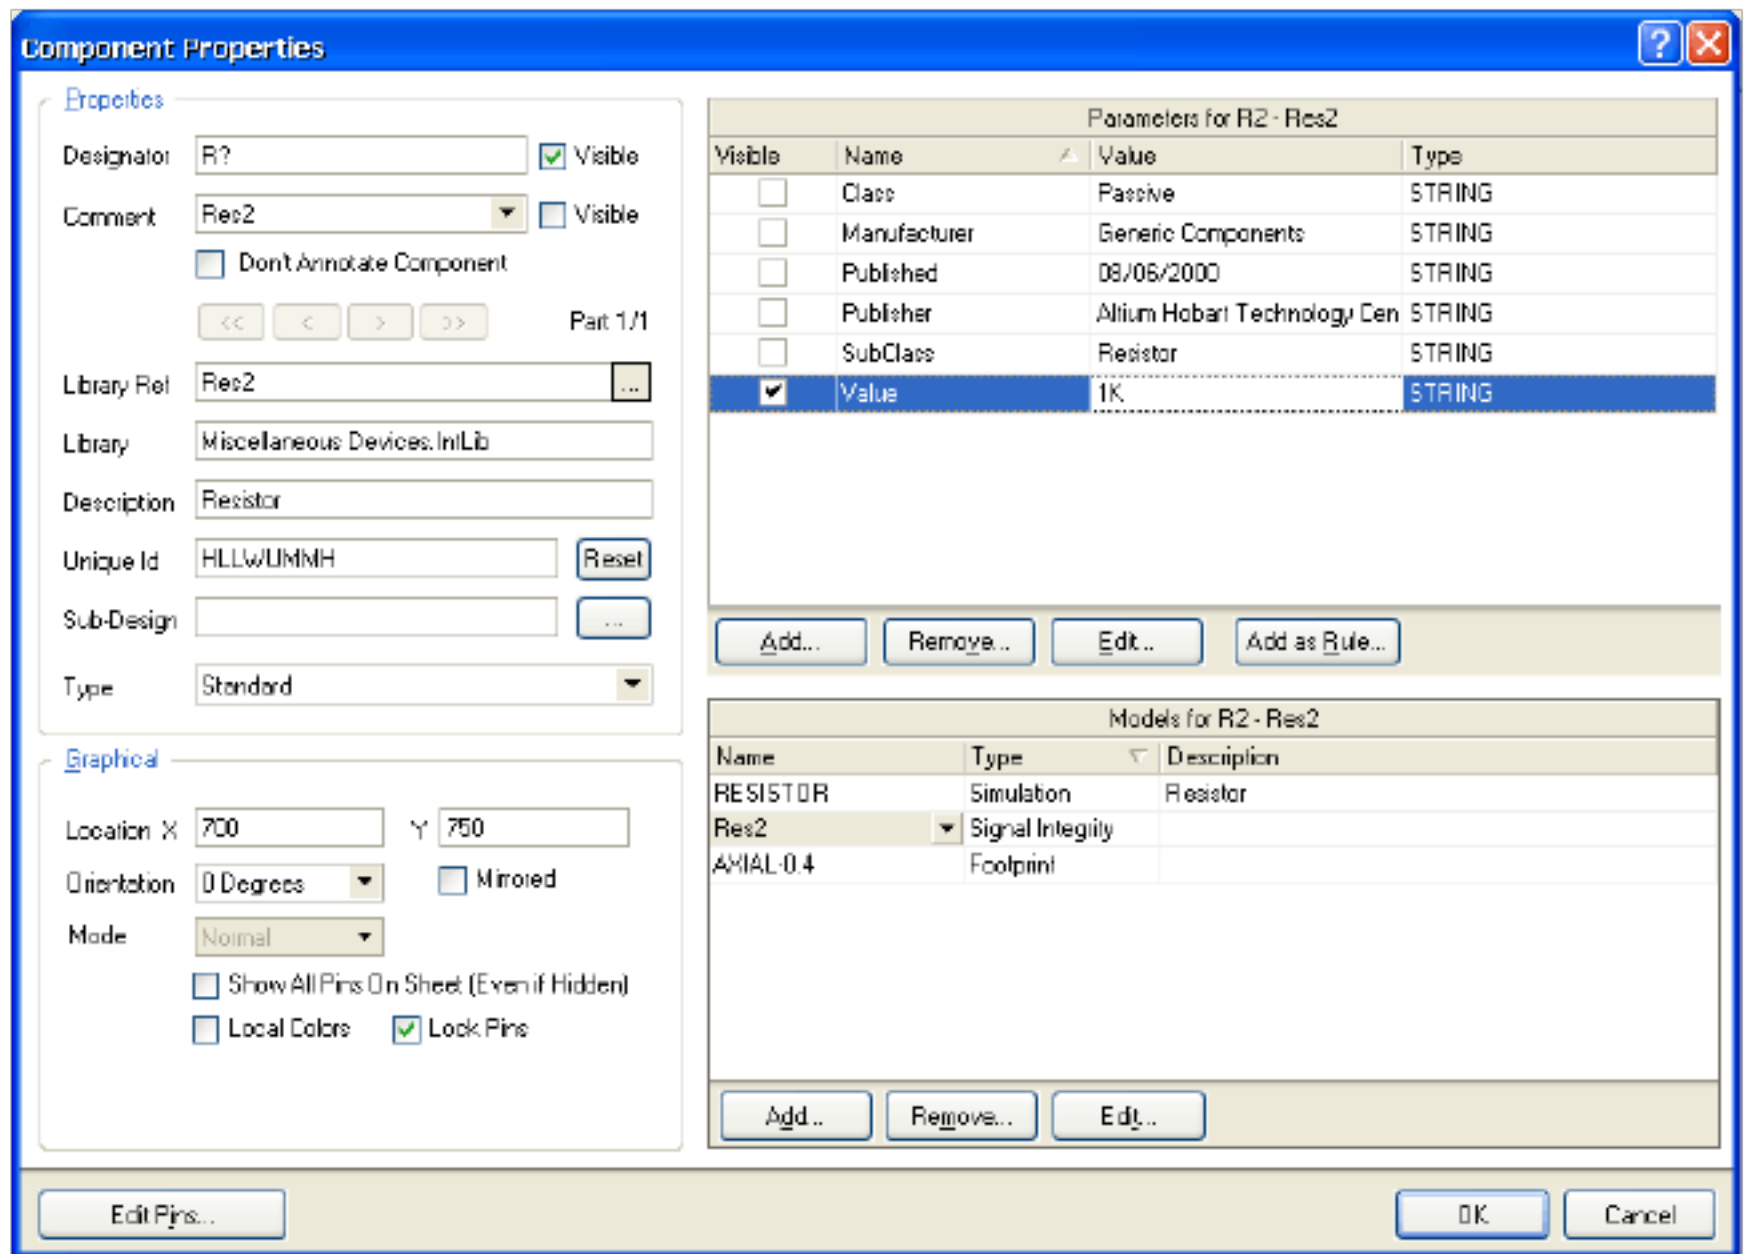 Component Properties
Properties
Designator R? Visible
Comment Res2 Visible
Don't Annotate Component
<< < > >> Part 1/1
Library Ref Res2 ...
Library Miscellaneous Devices.IntLib
Description Resistor
Unique Id HLLWUMMH Reset
Sub-Design ...
Type Standard
Graphical
Location X 700 Y 750
Orientation 0 Degrees Mirrored
Mode Normal
Show All Pins On Sheet (Even if Hidden)
Local Colors Lock Pins
Parameters for R2 - Res2
Visible Name Value Type
Class Passive STRING
Manufacturer Generic Components STRING
Published 08/06/2000 STRING
Publisher Altium Hobart Technology Cen STRING
SubClass Resistor STRING
Value 1K STRING
Add... Remove... Edit... Add as Rule...
Models for R2 - Res2
Name Type Description
RESISTOR Simulation Resistor
Res2 Signal Integrity
AXIAL-0.4 Footprint
Add... Remove... Edit...
Edit Pins... OK Cancel